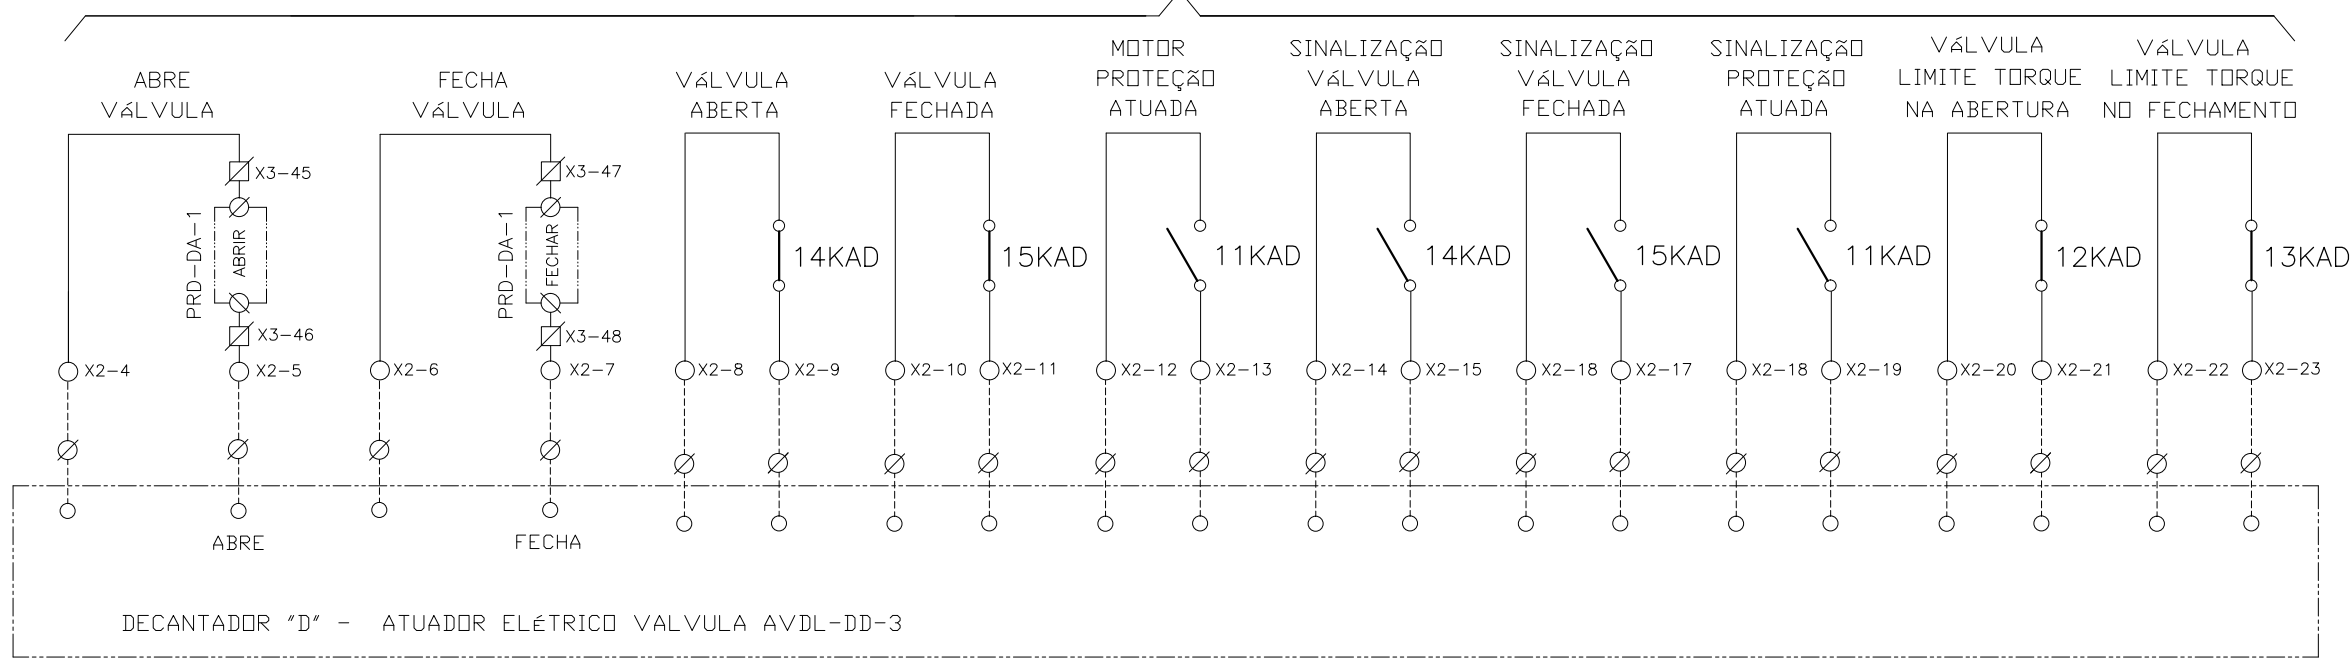 ABRE
VáLVULA
FECHA
VáLVULA
VáLVULA
ABERTA
VáLVULA
FECHADA
MOTOR
PROTEÇãO
ATUADA
SINALIZAÇãO
VáLVULA
ABERTA
SINALIZAÇãO
VáLVULA
FECHADA
SINALIZAÇãO
PROTEÇãO
ATUADA
VáLVULA
LIMITE TORQUE
NA ABERTURA
VáLVULA
LIMITE TORQUE
NO FECHAMENTO
X3-45
X3-47
PRD-DA-1
ABRIR
PRD-DA-1
FECHAR
14KAD
15KAD
11KAD
14KAD
15KAD
11KAD
12KAD
13KAD
X3-46
X3-48
X2-4
X2-5
X2-6
X2-7
X2-8
X2-9
X2-10
X2-11
X2-12
X2-13
X2-14
X2-15
X2-18
X2-17
X2-18
X2-19
X2-20
X2-21
X2-22
X2-23
ABRE
FECHA
DECANTADOR "D" - ATUADOR ELéTRICO VALVULA AVDL-DD-3